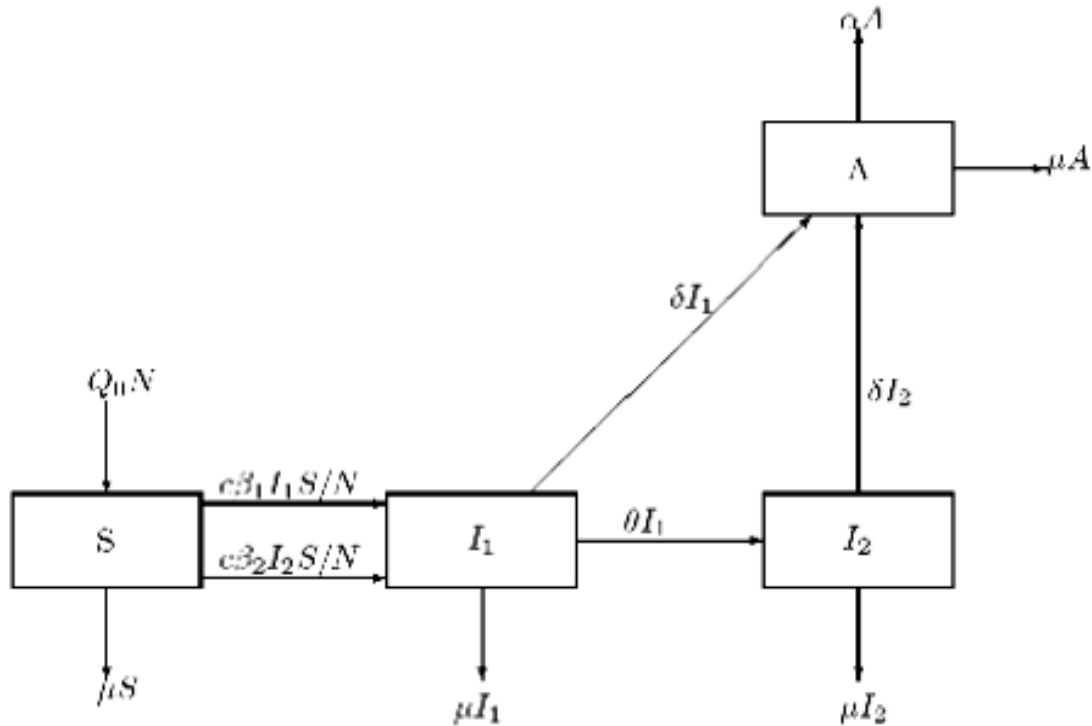 αA
A
μA
δI₁
Q₀N
δI₂
cβ₁I₁S/N
S
I₁
θI₁
I₂
cβ₂I₂S/N
μS
μI₁
μI₂